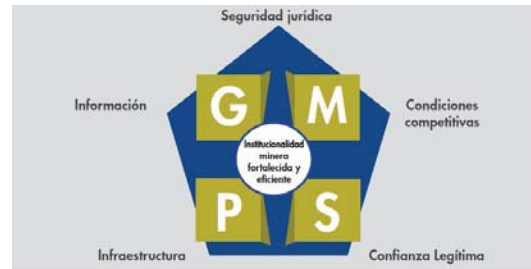 Seguridad jurídica
Información
G
M
Condiciones
competitivas
Institucionalidad
minera
fortalecida y
eficiente
P
S
Infraestructura
Confianza Legítima